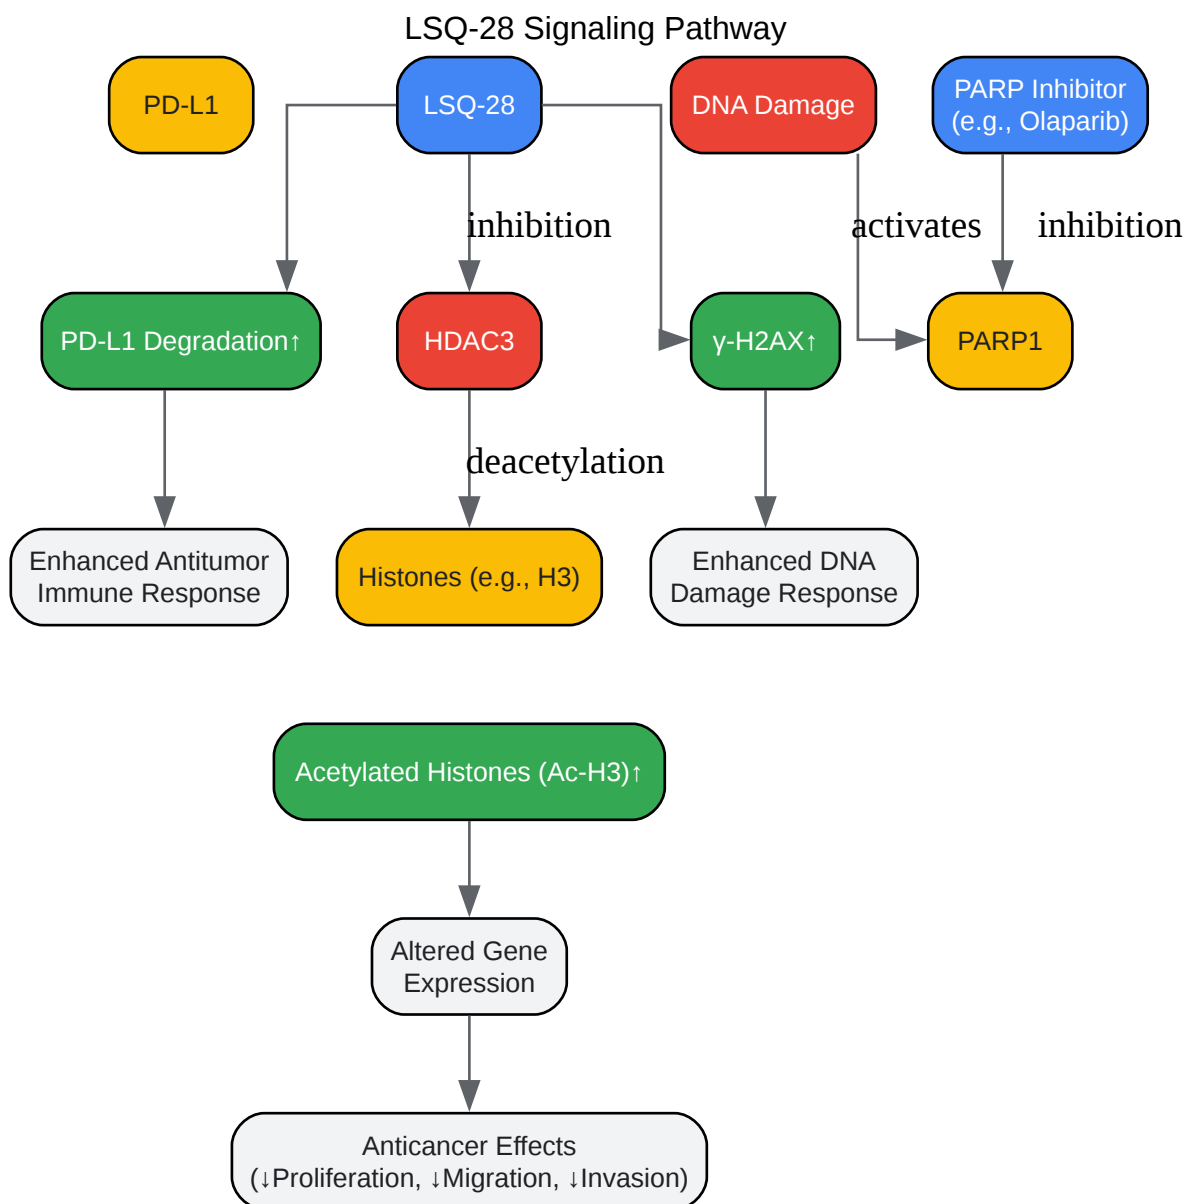 LSQ-28 Signaling Pathway
PD-L1
LSQ-28
DNA Damage
PARP Inhibitor
(e.g., Olaparib)
inhibition
activates
inhibition
PD-L1 Degradation↑
HDAC3
γ-H2AX↑
PARP1
deacetylation
Enhanced Antitumor
Immune Response
Histones (e.g., H3)
Enhanced DNA
Damage Response
Acetylated Histones (Ac-H3)↑
Altered Gene
Expression
Anticancer Effects
(↓Proliferation, ↓Migration, ↓Invasion)